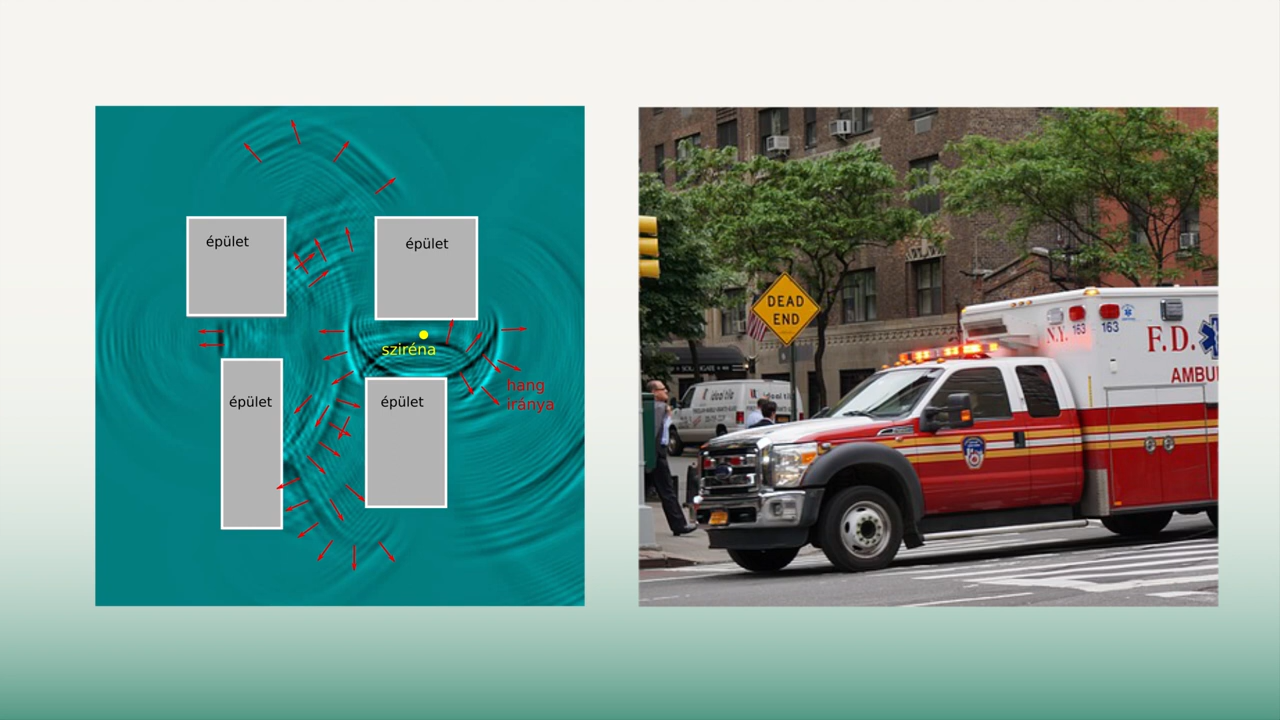 épület
épület
sziréna
hang
iránya
épület
épület
DEAD
END
N.Y.
163
163
F.D.
AMBU